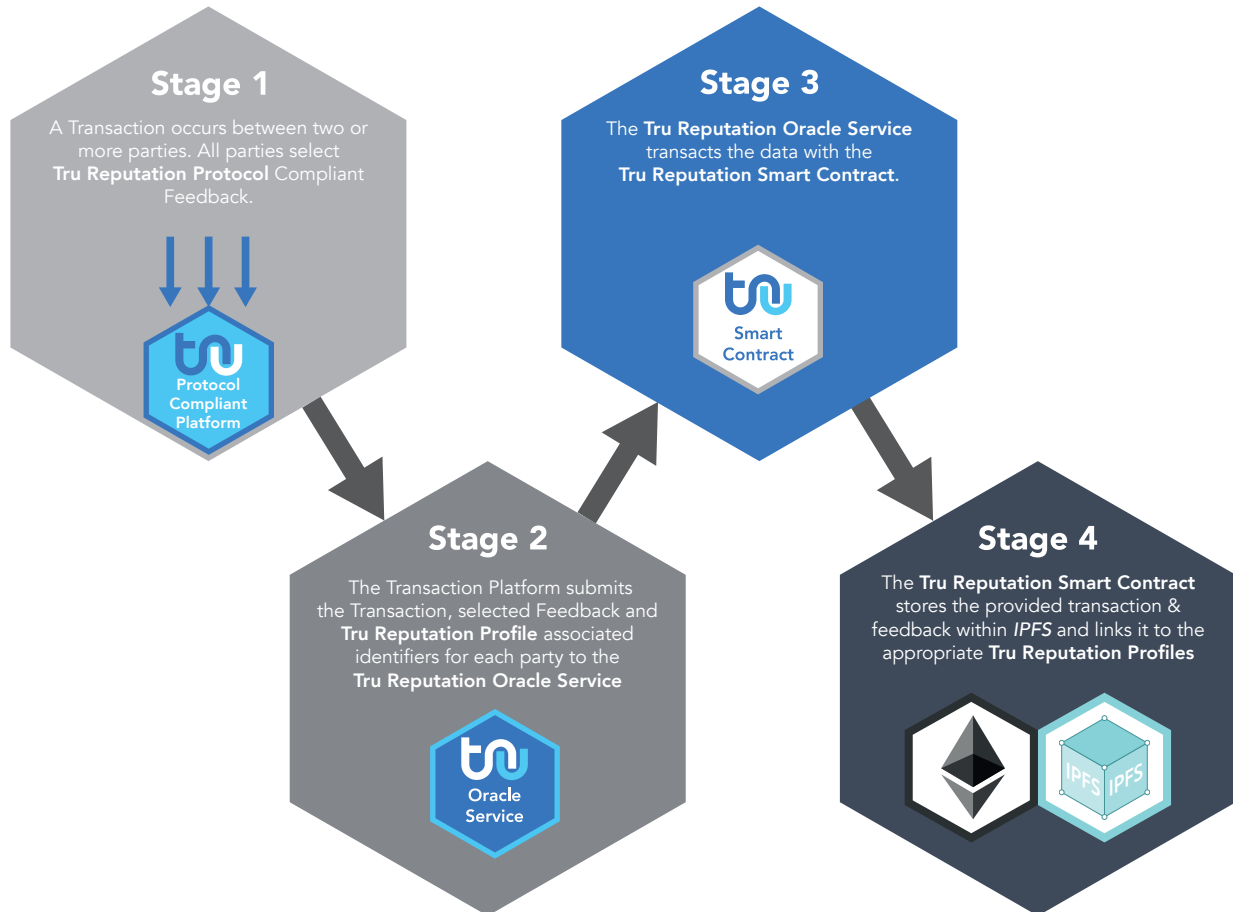 Stage 1
A Transaction occurs between two or
more parties. All parties select
Tru Reputation Protocol Compliant
Feedback.
tru
Protocol
Compliant
Platform
Stage 2
The Transaction Platform submits
the Transaction, selected Feedback and
Tru Reputation Profile associated
identifiers for each party to the
Tru Reputation Oracle Service
tru
Oracle
Service
Stage 3
The Tru Reputation Oracle Service
transacts the data with the
Tru Reputation Smart Contract.
tru
Smart
Contract
Stage 4
The Tru Reputation Smart Contract
stores the provided transaction &
feedback within IPFS and links it to the
appropriate Tru Reputation Profiles
IPFS IPFS